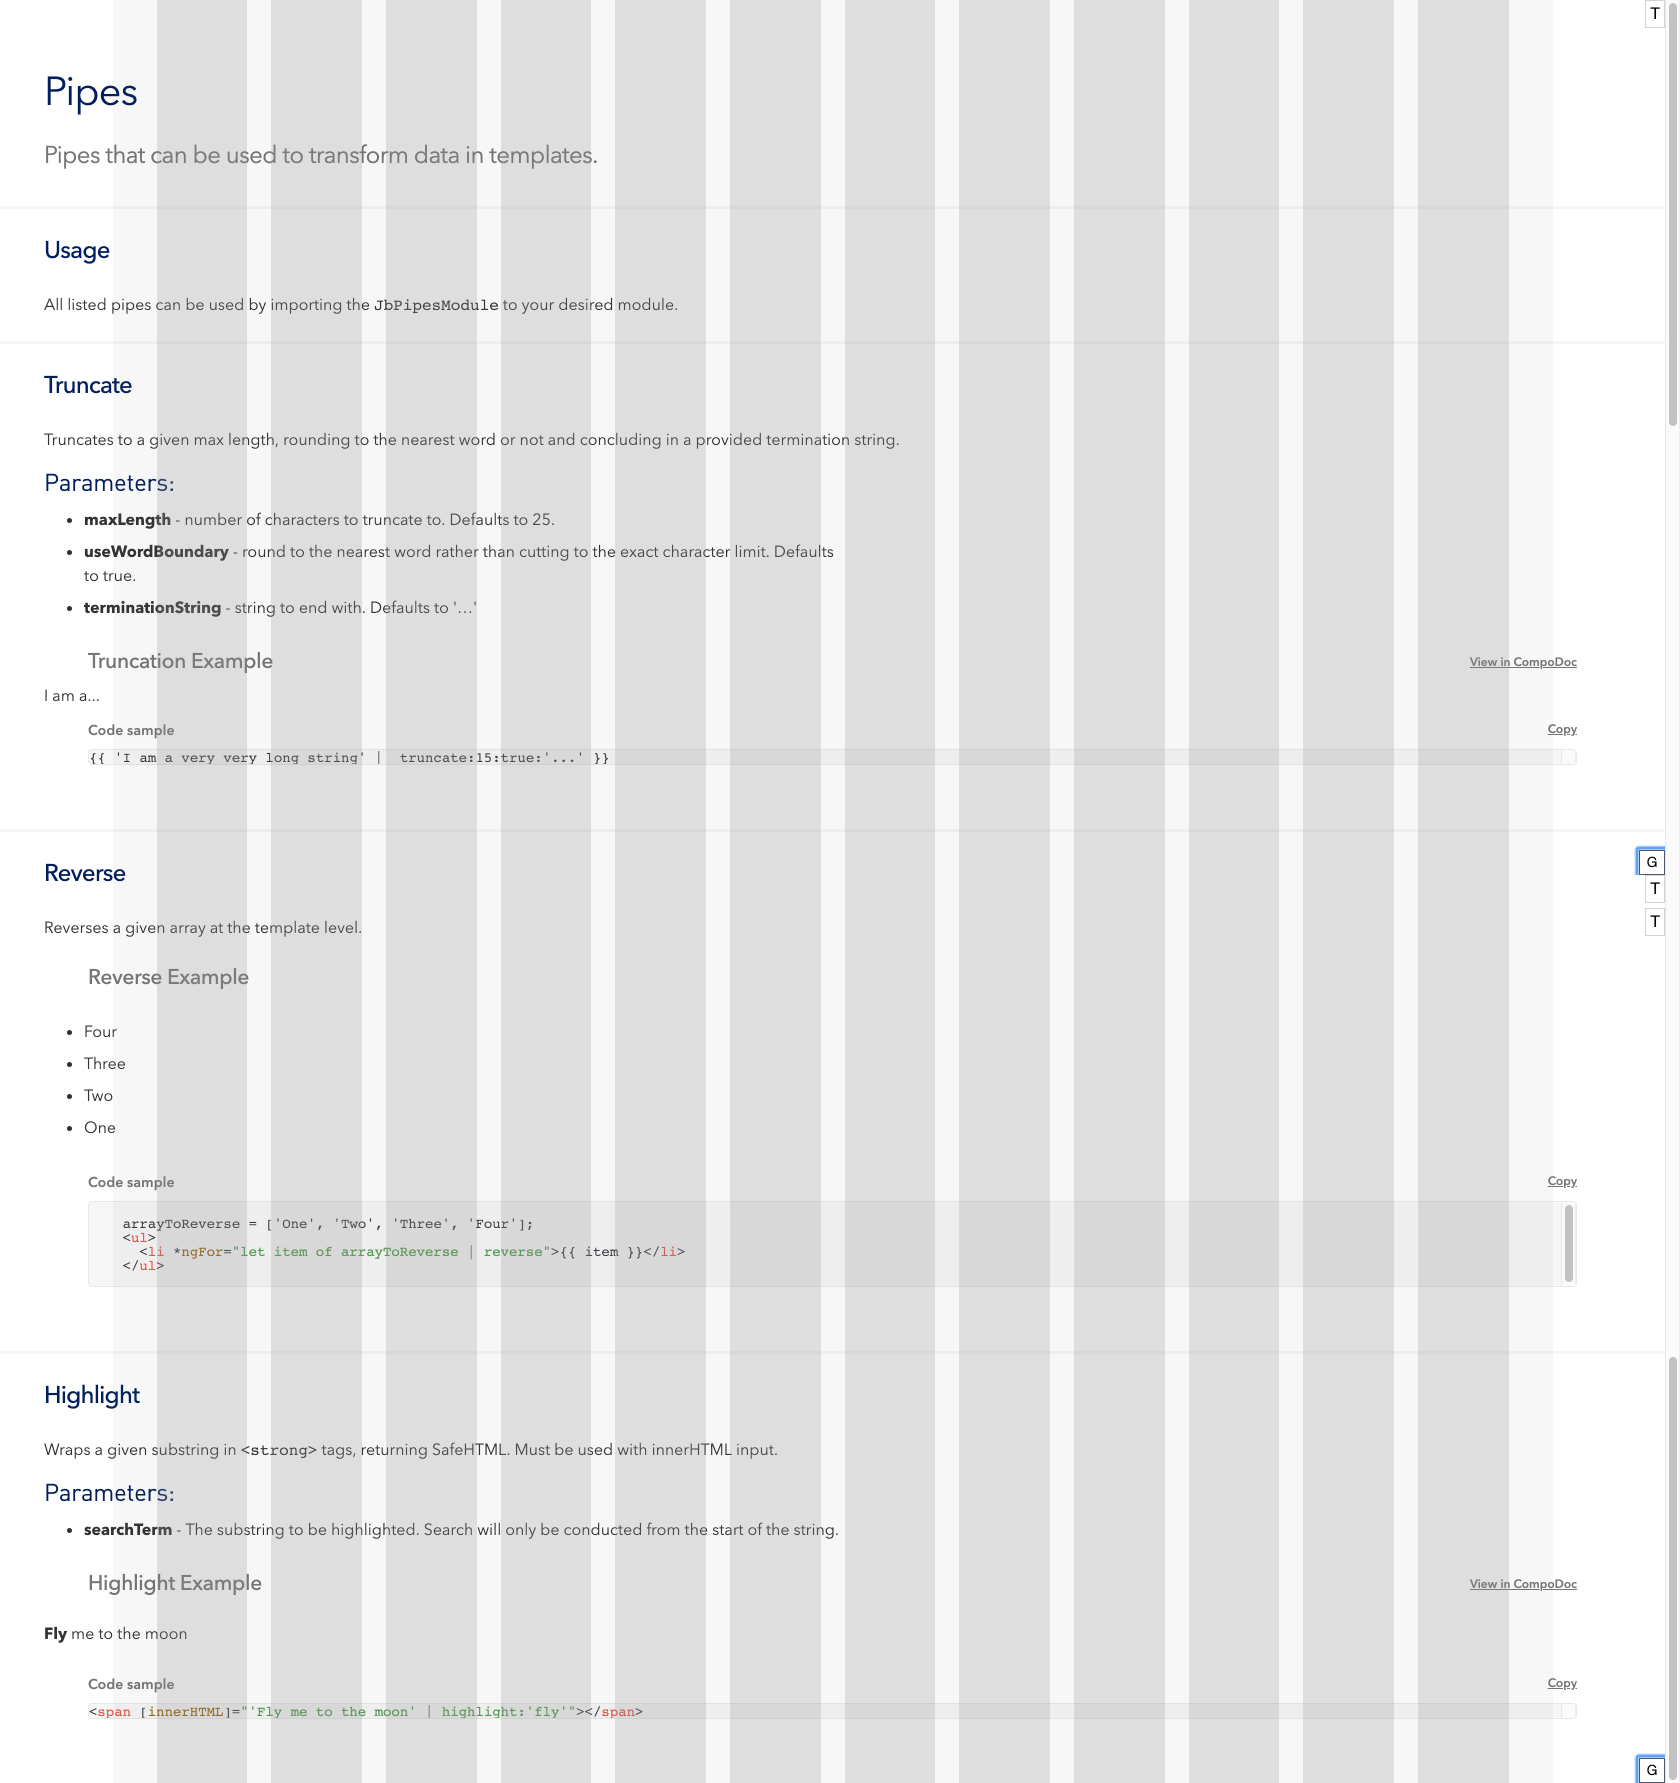 T
Pipes
Pipes that can be used to transform data in templates.
Usage
All listed pipes can be used by importing the JbPipesModule to your desired module.
Truncate
Truncates to a given max length, rounding to the nearest word or not and concluding in a provided termination string.
Parameters:
• maxLength - number of characters to truncate to. Defaults to 25.
• useWordBoundary - round to the nearest word rather than cutting to the exact character limit. Defaults
to true.
• terminationString - string to end with. Defaults to '...'
Truncation Example View in CompoDoc
I am a...
Code sample Copy
{{ 'I am a very very long string' |  truncate:15:true:'...' }}
Reverse G
T
T
Reverses a given array at the template level.
Reverse Example
• Four
• Three
• Two
• One
Code sample Copy
arrayToReverse = ['One', 'Two', 'Three', 'Four'];
<ul>
  <li *ngFor="let item of arrayToReverse | reverse">{{ item }}</li>
</ul>
Highlight
Wraps a given substring in <strong> tags, returning SafeHTML. Must be used with innerHTML input.
Parameters:
• searchTerm - The substring to be highlighted. Search will only be conducted from the start of the string.
Highlight Example View in CompoDoc
Fly me to the moon
Code sample Copy
<span [innerHTML]="'Fly me to the moon' | highlight:'fly'"></span>
G